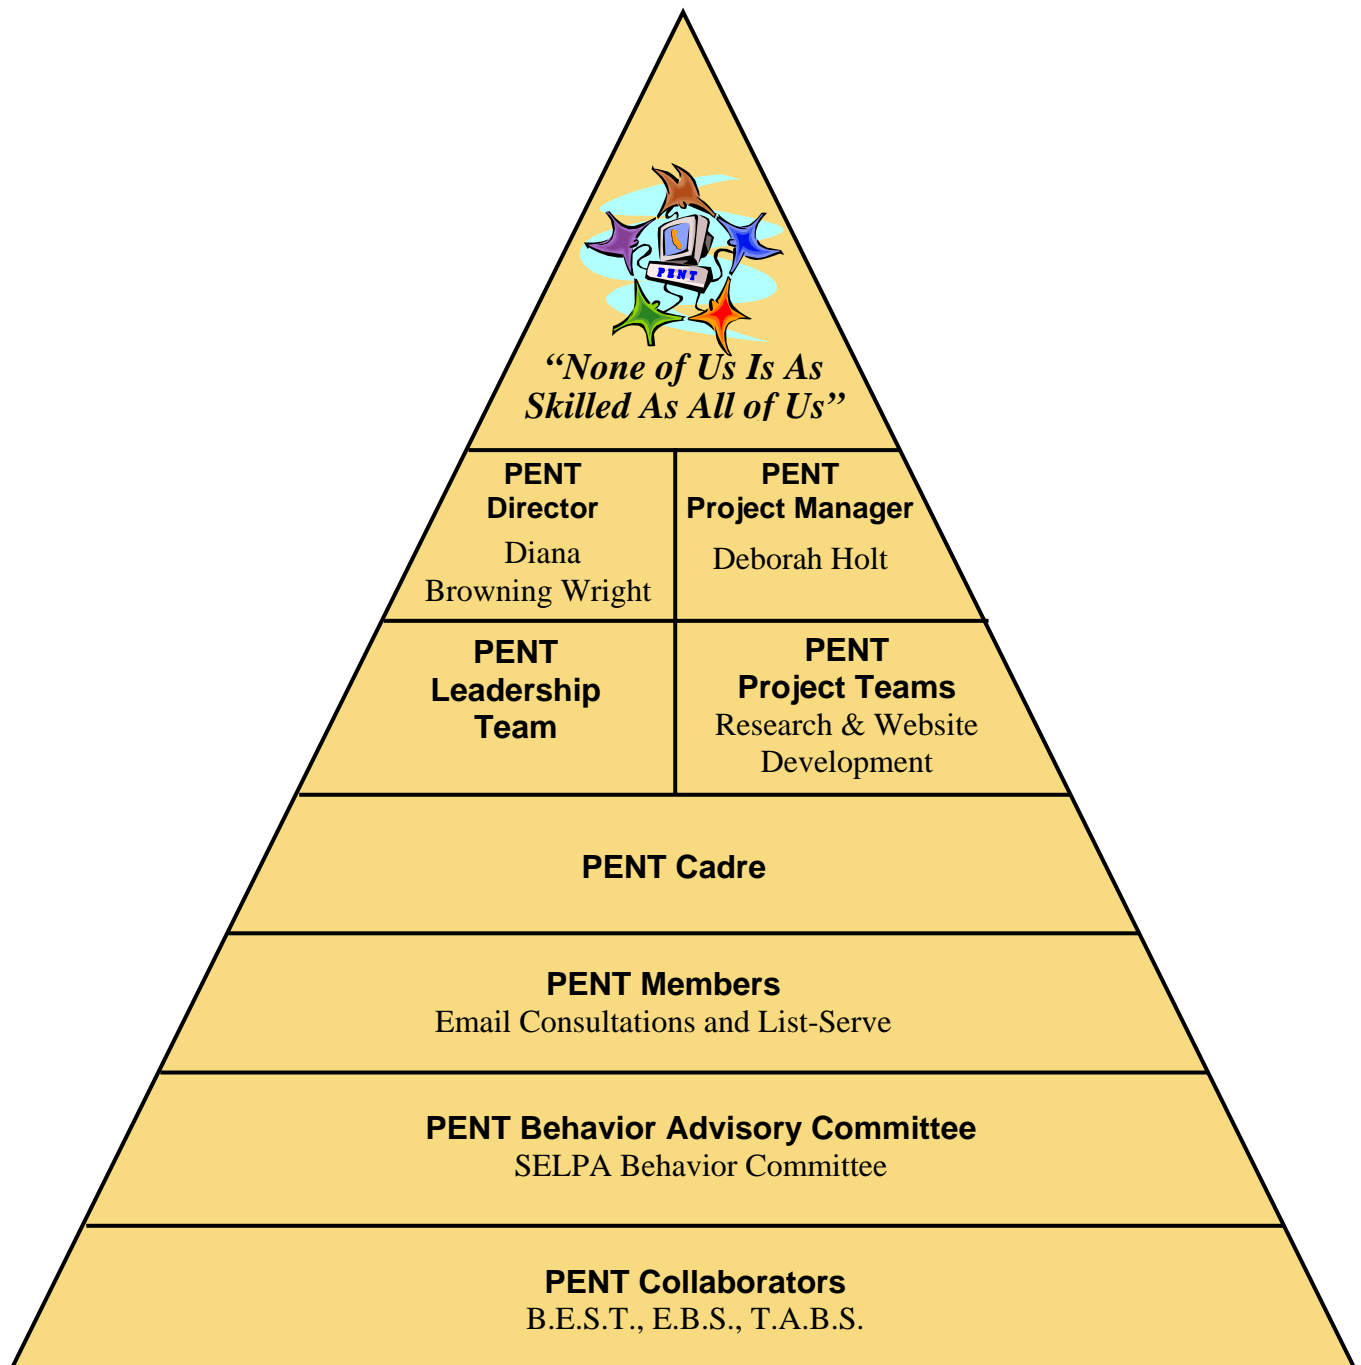 PENT
“None of Us Is As
Skilled As All of Us”
PENT
Director
Diana
Browning Wright
PENT
Project Manager
Deborah Holt
PENT
Leadership
Team
PENT
Project Teams
Research & Website
Development
PENT Cadre
PENT Members
Email Consultations and List-Serve
PENT Behavior Advisory Committee
SELPA Behavior Committee
PENT Collaborators
B.E.S.T., E.B.S., T.A.B.S.